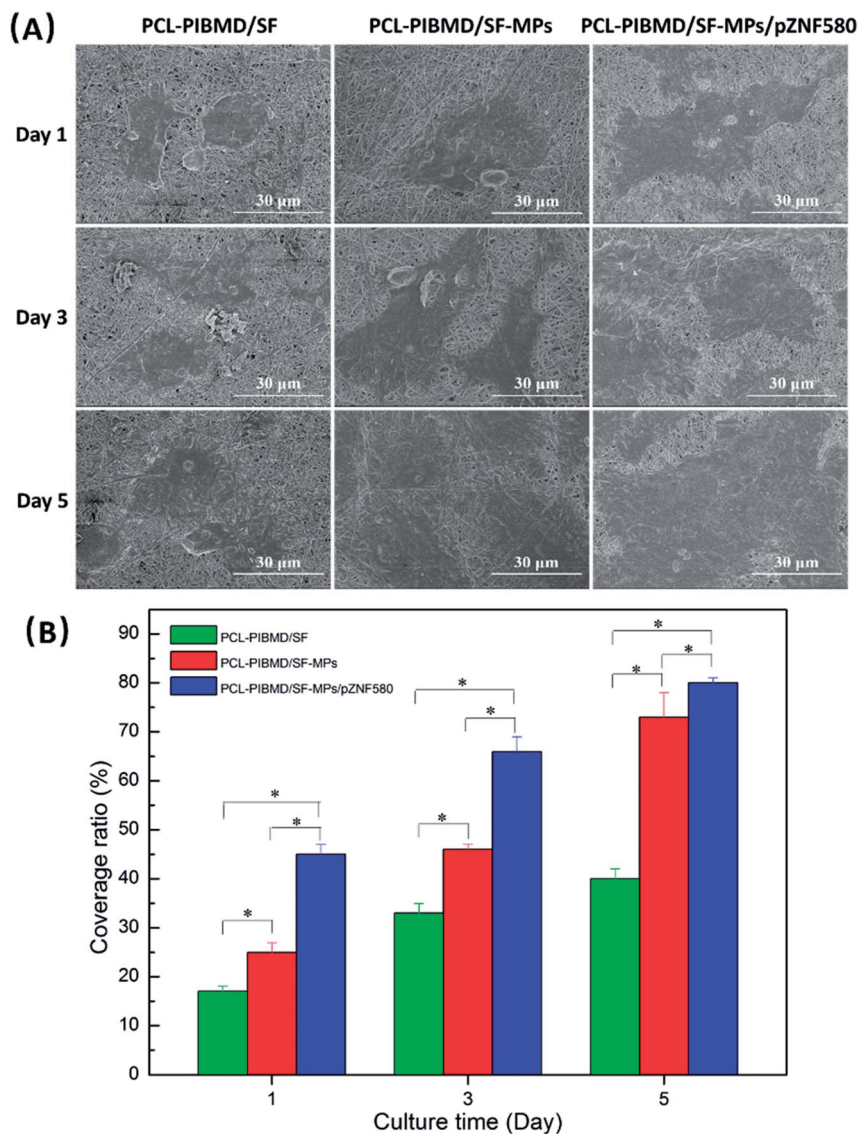 (A)
PCL-PIBMD/SF PCL-PIBMD/SF-MPs PCL-PIBMD/SF-MPs/pZNF580
Day 1
30 μm 30 μm 30 μm
Day 3
30 μm 30 μm 30 μm
Day 5
30 μm 30 μm 30 μm
(B)
90
80
70
60
50
40
30
20
10
0
Coverage ratio (%)
PCL-PIBMD/SF
PCL-PIBMD/SF-MPs
PCL-PIBMD/SF-MPs/pZNF580
* * *
* * *
* * *
1 3 5
Culture time (Day)